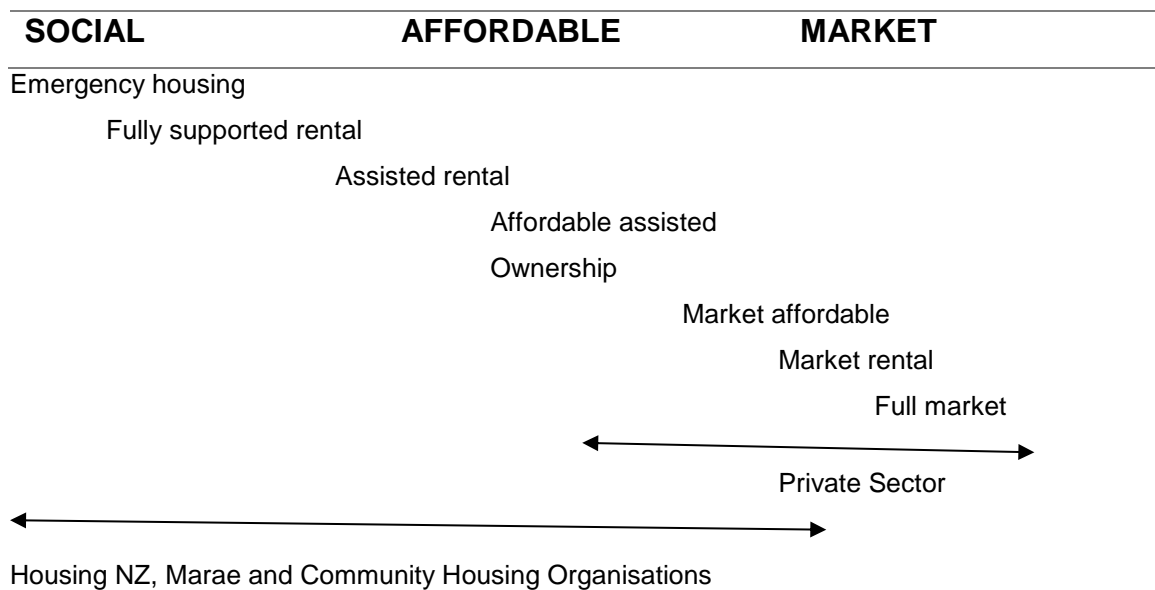 SOCIAL AFFORDABLE MARKET
Emergency housing
Fully supported rental
Assisted rental
Affordable assisted
Ownership
Market affordable
Market rental
Full market
Private Sector
Housing NZ, Marae and Community Housing Organisations